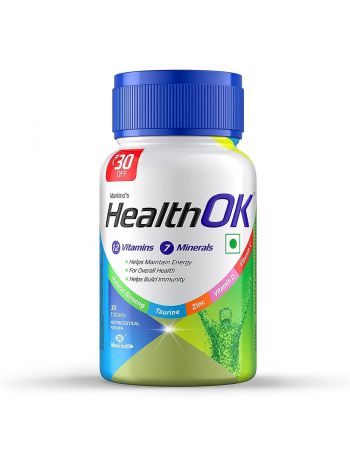 ₹30
OFF
Mankind's
HealthOK
12 Vitamins 7 Minerals
Helps Maintain Energy
For Overall Health
Helps Build Immunity
Natural Ginseng
Taurine
Zinc
Vitamin D
30
Tablets
NUTRACEUTICAL